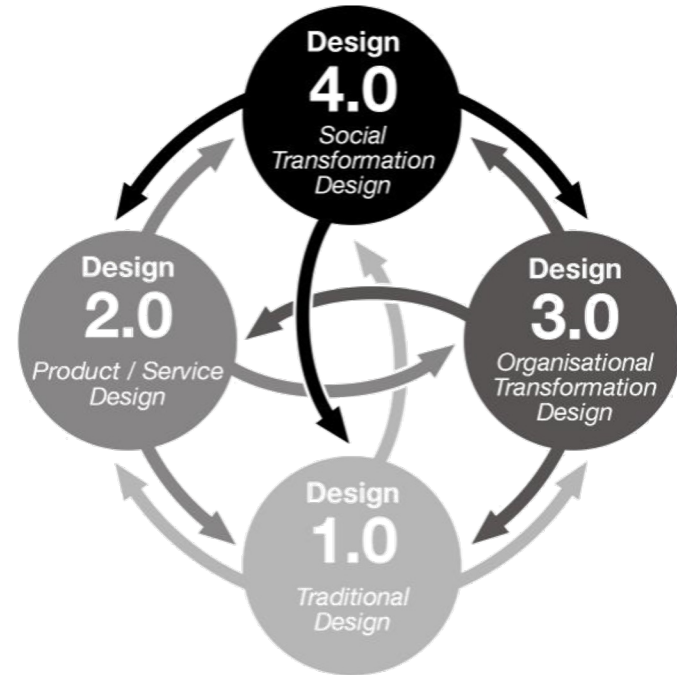 Design
4.0
Social
Transformation
Design
Design
2.0
Product / Service
Design
Design
3.0
Organisational
Transformation
Design
Design
1.0
Traditional
Design